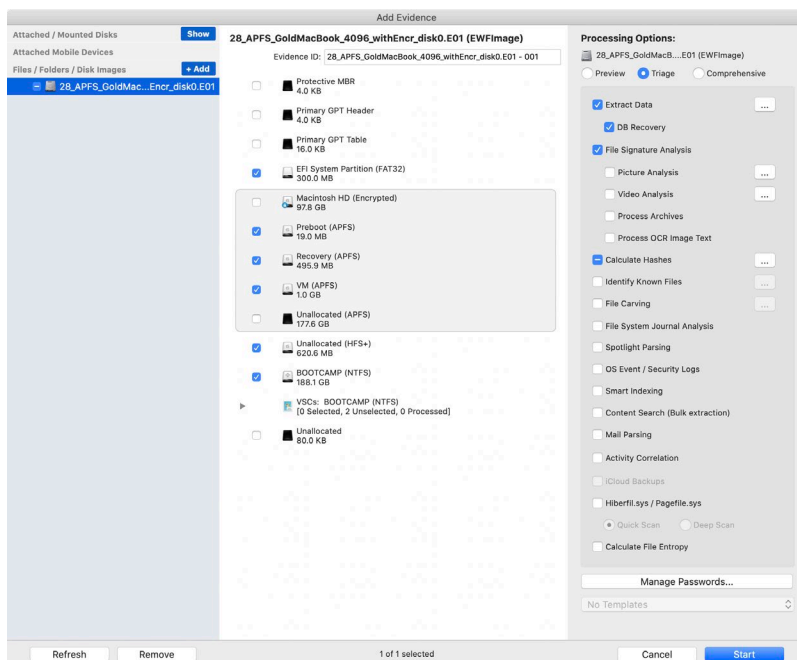 Add Evidence
Attached / Mounted Disks
Show
Attached Mobile Devices
Files / Folders / Disk Images
+ Add
28_APFS_GoldMac...Encr_disk0.E01
28_APFS_GoldMacBook_4096_withEncr_disk0.E01 (EWFImage)
Evidence ID: 28_APFS_GoldMacBook_4096_withEncr_disk0.E01 - 001
Protective MBR
4.0 KB
Primary GPT Header
4.0 KB
Primary GPT Table
16.0 KB
EFI System Partition (FAT32)
300.0 MB
Macintosh HD (Encrypted)
97.8 GB
Preboot (APFS)
19.0 MB
Recovery (APFS)
495.9 MB
VM (APFS)
1.0 GB
Unallocated (APFS)
177.6 GB
Unallocated (HFS+)
620.6 MB
BOOTCAMP (NTFS)
188.1 GB
VSCs: BOOTCAMP (NTFS)
[0 Selected, 2 Unselected, 0 Processed]
Unallocated
80.0 KB
Processing Options:
28_APFS_GoldMacB....E01 (EWFImage)
Preview Triage Comprehensive
Extract Data ...
DB Recovery
File Signature Analysis
Picture Analysis ...
Video Analysis ...
Process Archives
Process OCR Image Text
Calculate Hashes ...
Identify Known Files ...
File Carving ...
File System Journal Analysis
Spotlight Parsing
OS Event / Security Logs
Smart Indexing
Content Search (Bulk extraction)
Mail Parsing
Activity Correlation
iCloud Backups
Hiberfil.sys / Pagefile.sys
Quick Scan Deep Scan
Calculate File Entropy
Manage Passwords...
No Templates
Refresh Remove 1 of 1 selected Cancel Start